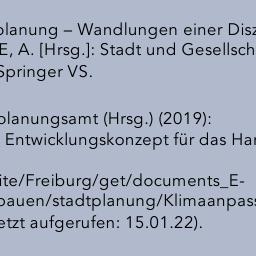 planung – Wandlungen einer Disz
E, A. [Hrsg.]: Stadt und Gesellsch
Springer VS.
planungsamt (Hrsg.) (2019):
Entwicklungskonzept für das Han
ite/Freiburg/get/documents_E-
bauen/stadtplanung/Klimaanpass
etzt aufgerufen: 15.01.22).